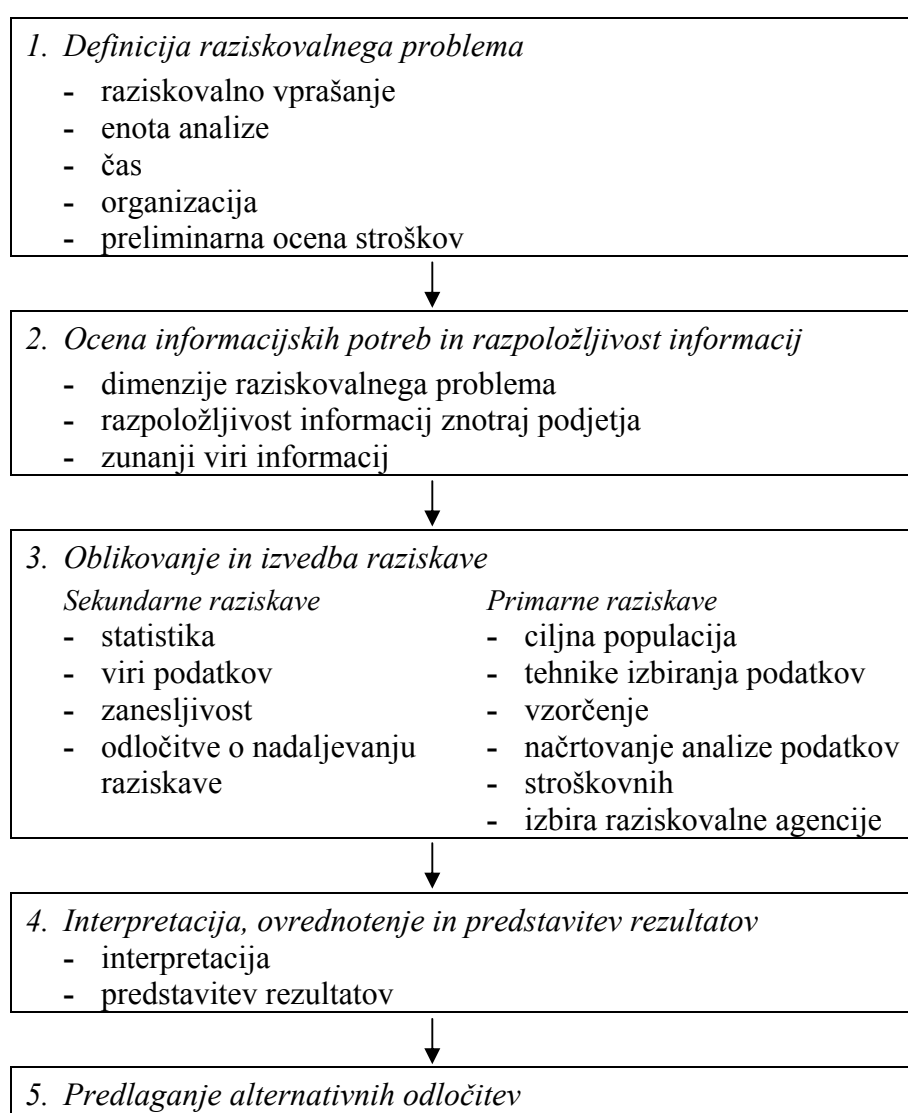 1. Definicija raziskovalnega problema
- raziskovalno vprašanje
- enota analize
- čas
- organizacija
- preliminarna ocena stroškov
2. Ocena informacijskih potreb in razpoložljivost informacij
- dimenzije raziskovalnega problema
- razpoložljivost informacij znotraj podjetja
- zunanji viri informacij
3. Oblikovanje in izvedba raziskave
Sekundarne raziskave
- statistika
- viri podatkov
- zanesljivost
- odločitve o nadaljevanju
raziskave
Primarne raziskave
- ciljna populacija
- tehnike izbiranja podatkov
- vzorčenje
- načrtovanje analize podatkov
- stroškovnih
- izbira raziskovalne agencije
4. Interpretacija, ovrednotenje in predstavitev rezultatov
- interpretacija
- predstavitev rezultatov
5. Predlaganje alternativnih odločitev